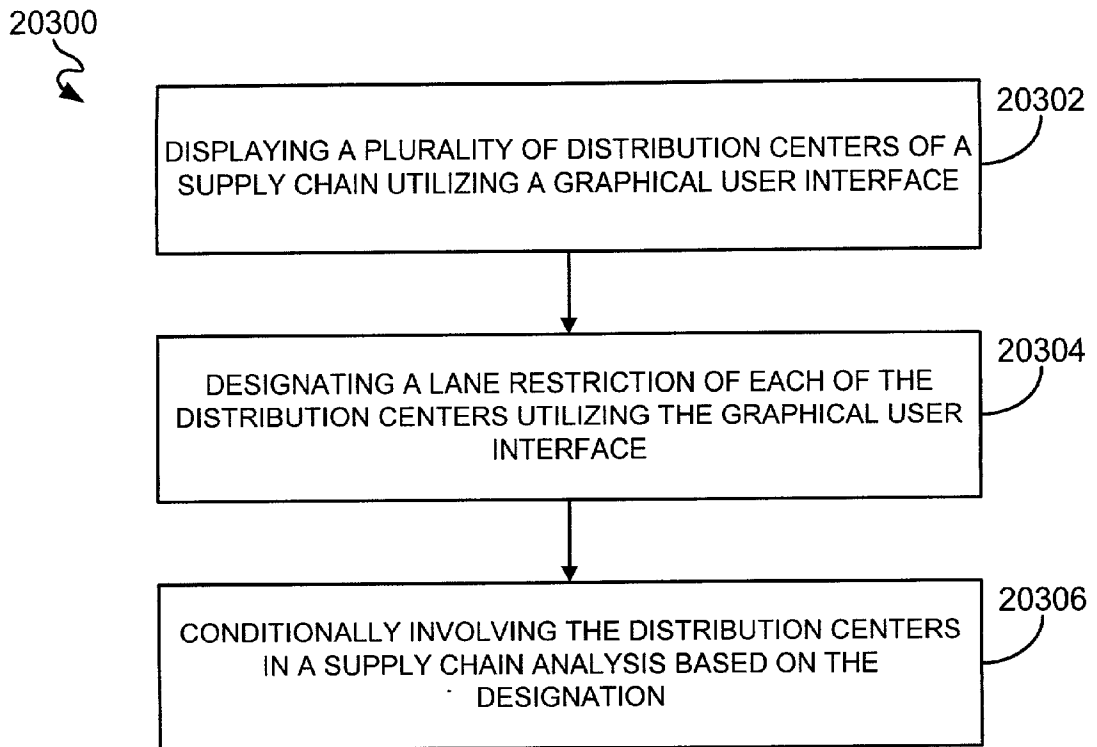 20300
20302
DISPLAYING A PLURALITY OF DISTRIBUTION CENTERS OF A
SUPPLY CHAIN UTILIZING A GRAPHICAL USER INTERFACE
20304
DESIGNATING A LANE RESTRICTION OF EACH OF THE
DISTRIBUTION CENTERS UTILIZING THE GRAPHICAL USER
INTERFACE
20306
CONDITIONALLY INVOLVING THE DISTRIBUTION CENTERS
IN A SUPPLY CHAIN ANALYSIS BASED ON THE
DESIGNATION